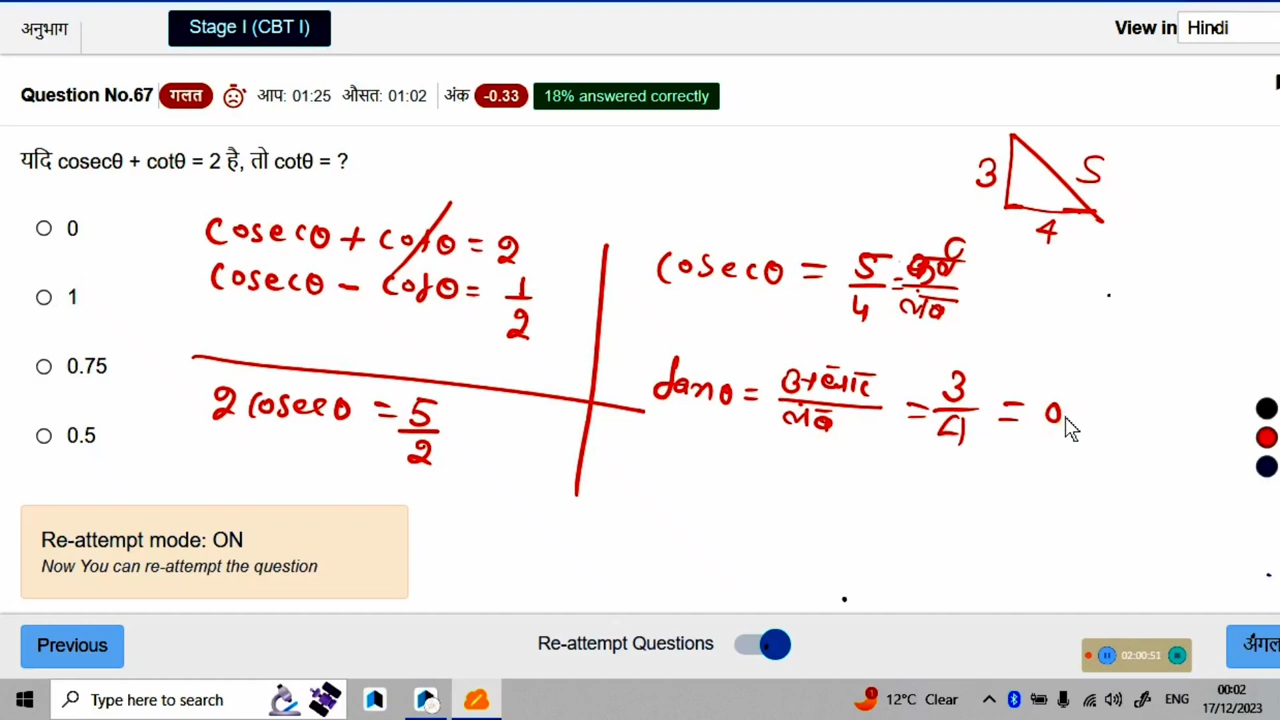 अनुभाग
Stage I (CBT I)
View in Hindi
Question No.67 गलत आप: 01:25 औसत: 01:02 अंक -0.33 18% answered correctly
यदि cosecθ + cotθ = 2 है, तो cotθ = ?
0
1
0.75
0.5
cosecθ + cotθ = 2
cosecθ - cotθ = 1/2
2 cosecθ = 5/2
3 5
4
cosecθ = 5/4 =
tanθ = = 3/4 = 0
Re-attempt mode: ON
Now You can re-attempt the question
Previous
Re-attempt Questions
02:00:51
Type here to search
1
12°C Clear
ENG
00:02
17/12/2023